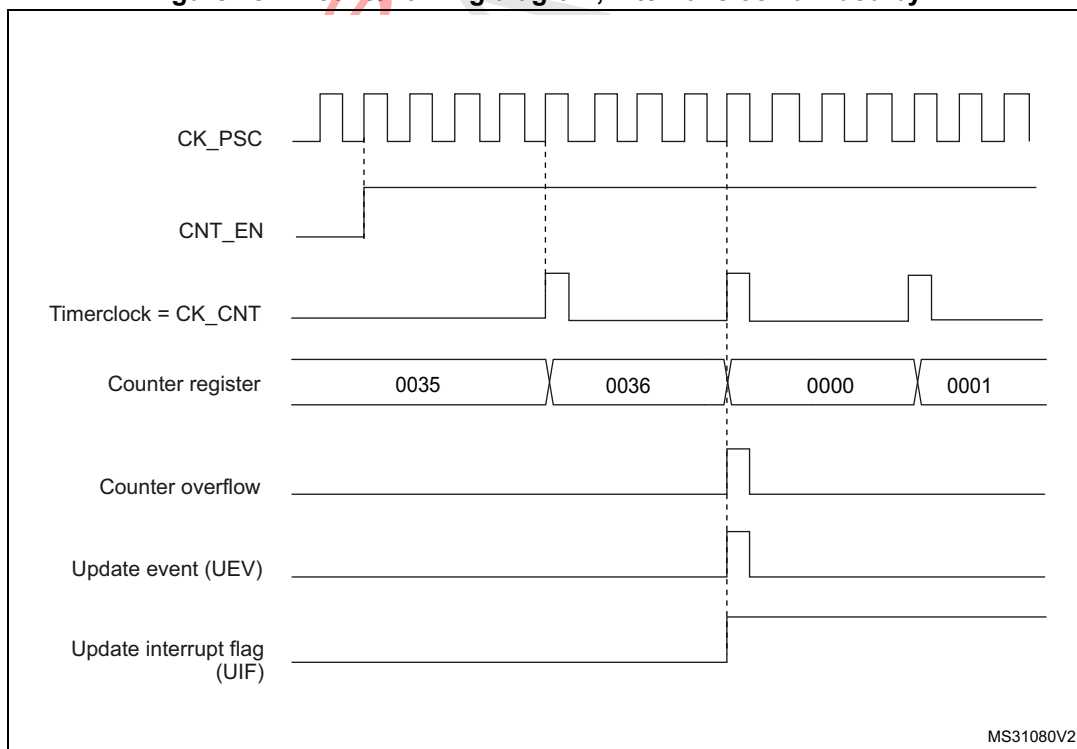 CK_PSC
CNT_EN
Timerclock = CK_CNT
Counter register 0035 0036 0000 0001
Counter overflow
Update event (UEV)
Update interrupt flag
(UIF)
MS31080V2